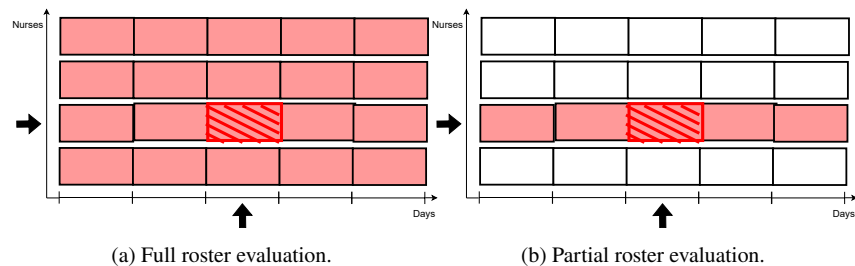 Nurses
Days
(a) Full roster evaluation.
Nurses
Days
(b) Partial roster evaluation.